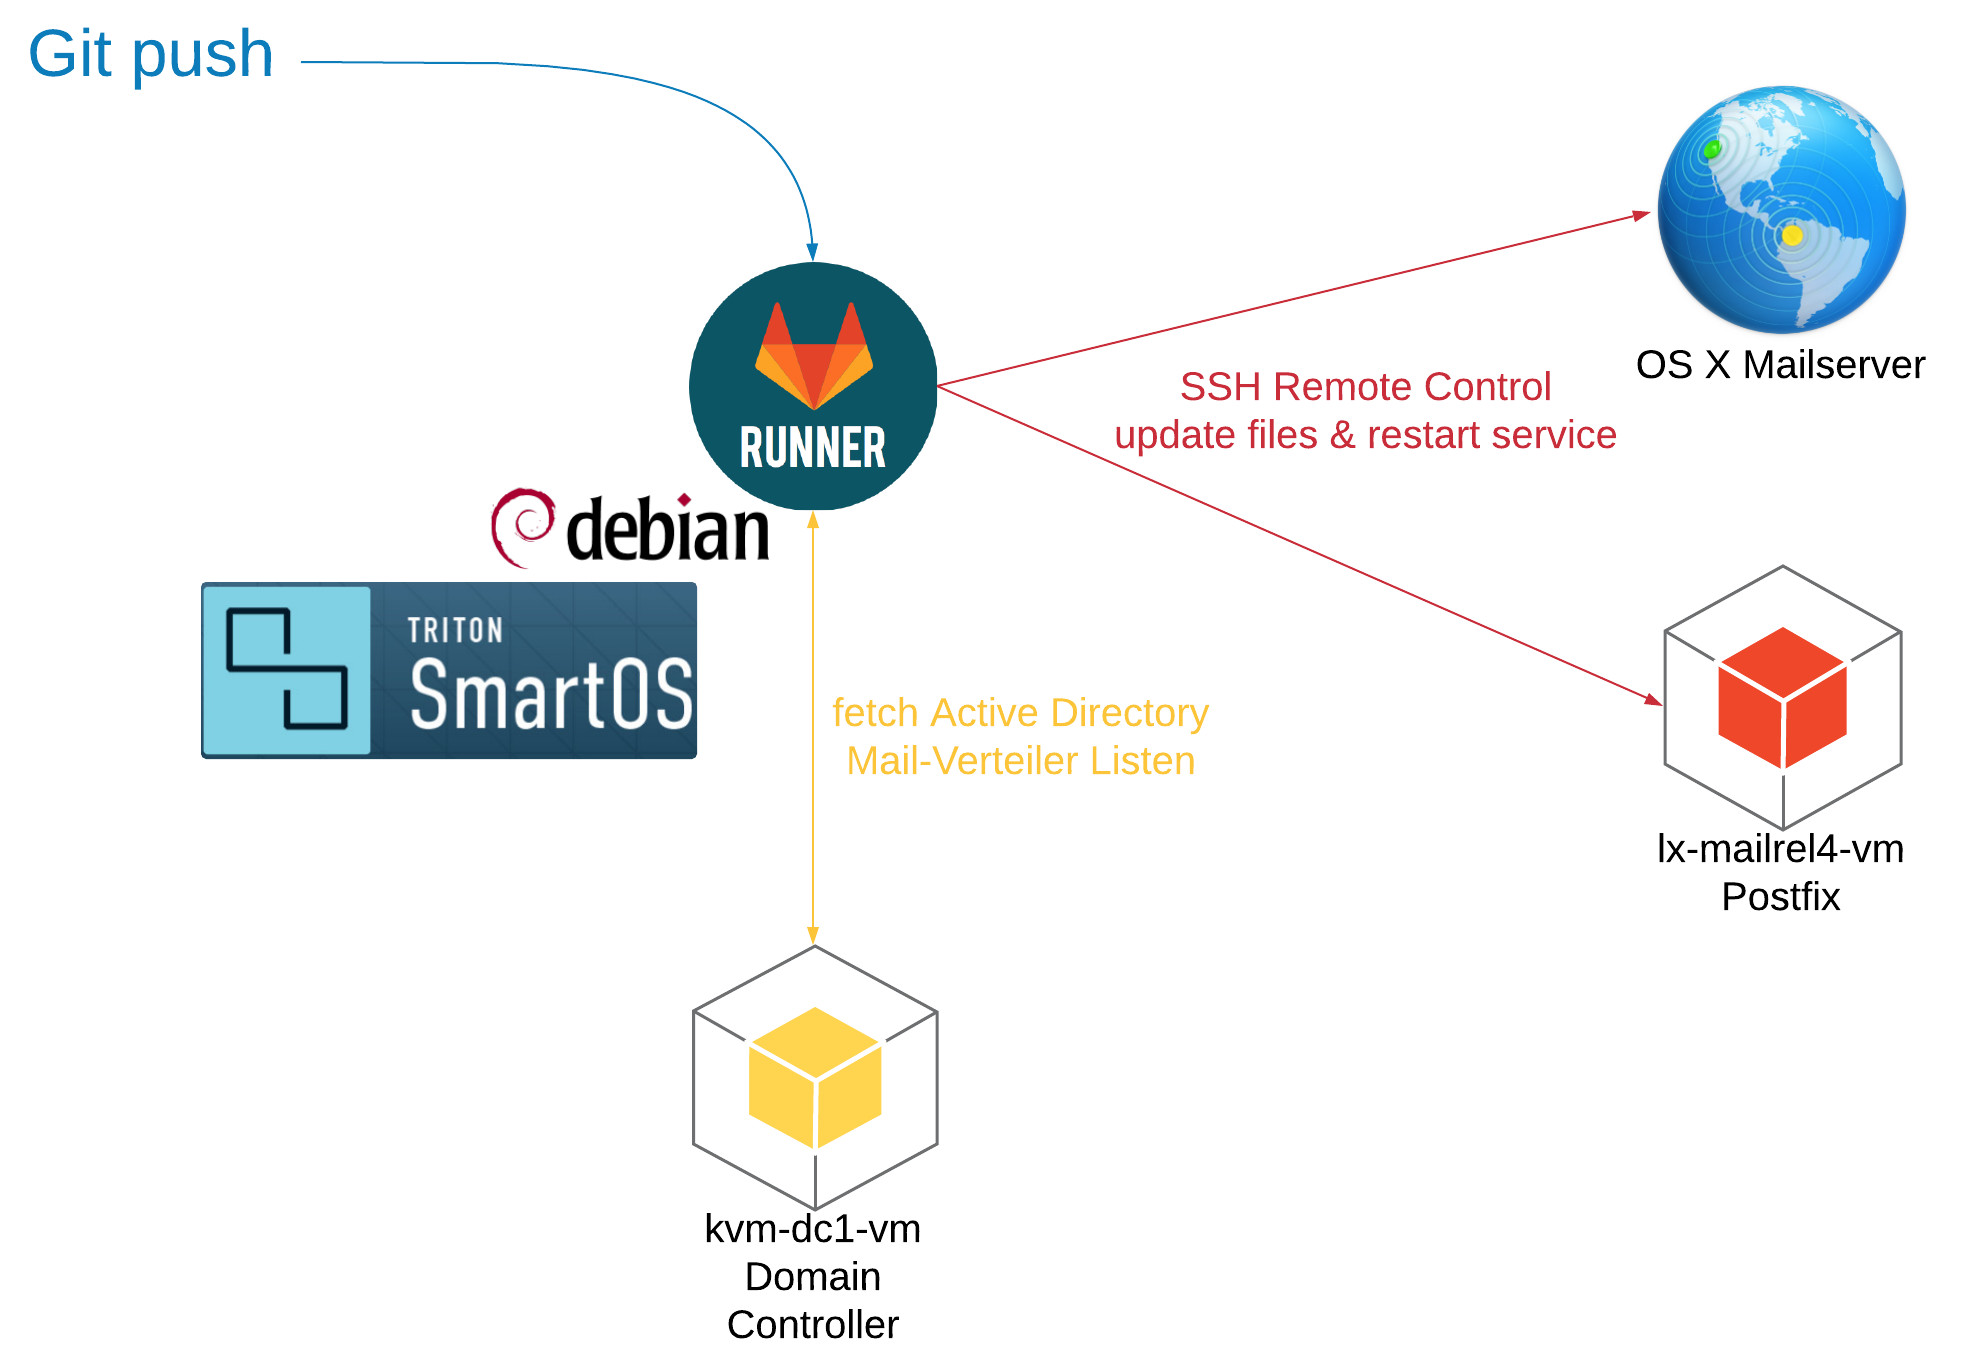 Git push
RUNNER
OS X Mailserver
SSH Remote Control
update files & restart service
debian
TRITON
SmartOS
fetch Active Directory
Mail-Verteiler Listen
lx-mailrel4-vm
Postfix
kvm-dc1-vm
Domain
Controller